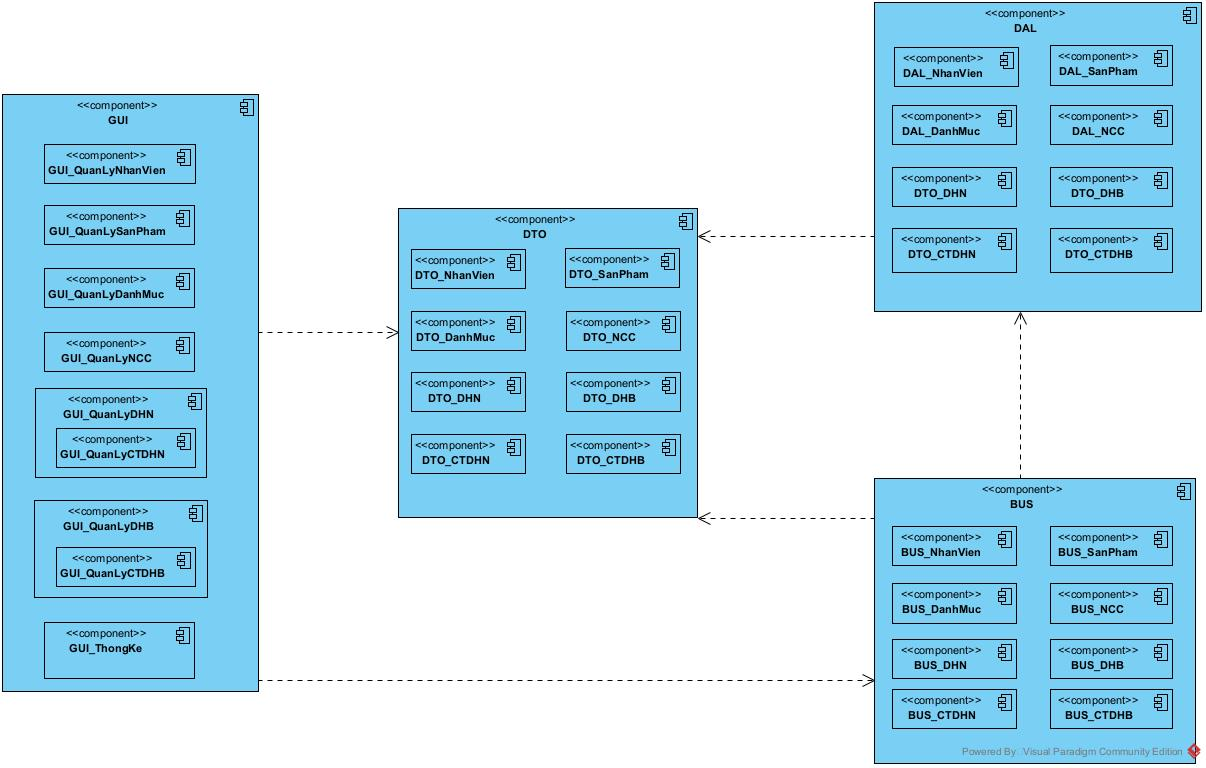 <<component>>
GUI
<<component>>
GUI_QuanLyNhanVien
<<component>>
GUI_QuanLySanPham
<<component>>
GUI_QuanLyDanhMuc
<<component>>
GUI_QuanLyNCC
<<component>>
GUI_QuanLyDHN
<<component>>
GUI_QuanLyCTDHN
<<component>>
GUI_QuanLyDHB
<<component>>
GUI_QuanLyCTDHB
<<component>>
GUI_ThongKe
<<component>>
DTO
<<component>>
DTO_NhanVien
<<component>>
DTO_SanPham
<<component>>
DTO_DanhMuc
<<component>>
DTO_NCC
<<component>>
DTO_DHN
<<component>>
DTO_DHB
<<component>>
DTO_CTDHN
<<component>>
DTO_CTDHB
<<component>>
DAL
<<component>>
DAL_NhanVien
<<component>>
DAL_SanPham
<<component>>
DAL_DanhMuc
<<component>>
DAL_NCC
<<component>>
DTO_DHN
<<component>>
DTO_DHB
<<component>>
DTO_CTDHN
<<component>>
DTO_CTDHB
<<component>>
BUS
<<component>>
BUS_NhanVien
<<component>>
BUS_SanPham
<<component>>
BUS_DanhMuc
<<component>>
BUS_NCC
<<component>>
BUS_DHN
<<component>>
BUS_DHB
<<component>>
BUS_CTDHN
<<component>>
BUS_CTDHB
Powered By Visual Paradigm Community Edition